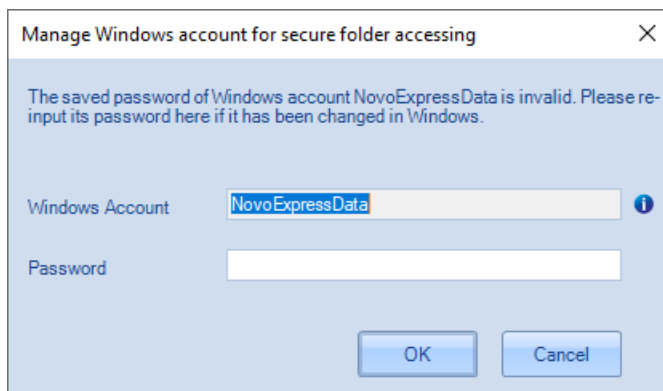 Manage Windows account for secure folder accessing
The saved password of Windows account NovoExpressData is invalid. Please re-
input its password here if it has been changed in Windows.
Windows Account NovoExpressData
Password
OK Cancel